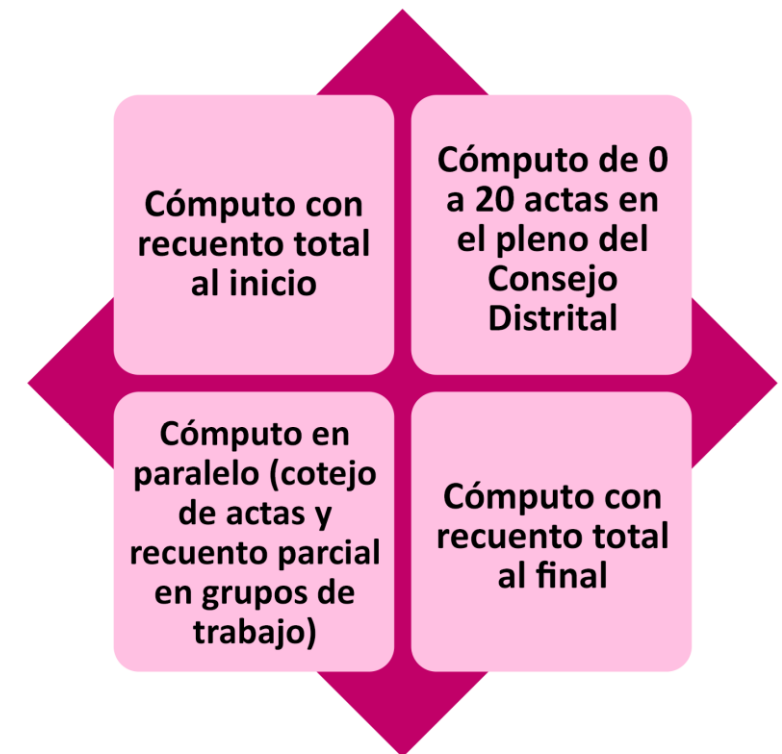 Cómputo con
recuento total
al inicio
Cómputo de 0
a 20 actas en
el pleno del
Consejo
Distrital
Cómputo en
paralelo (cotejo
de actas y
recuento parcial
en grupos de
trabajo)
Cómputo con
recuento total
al final